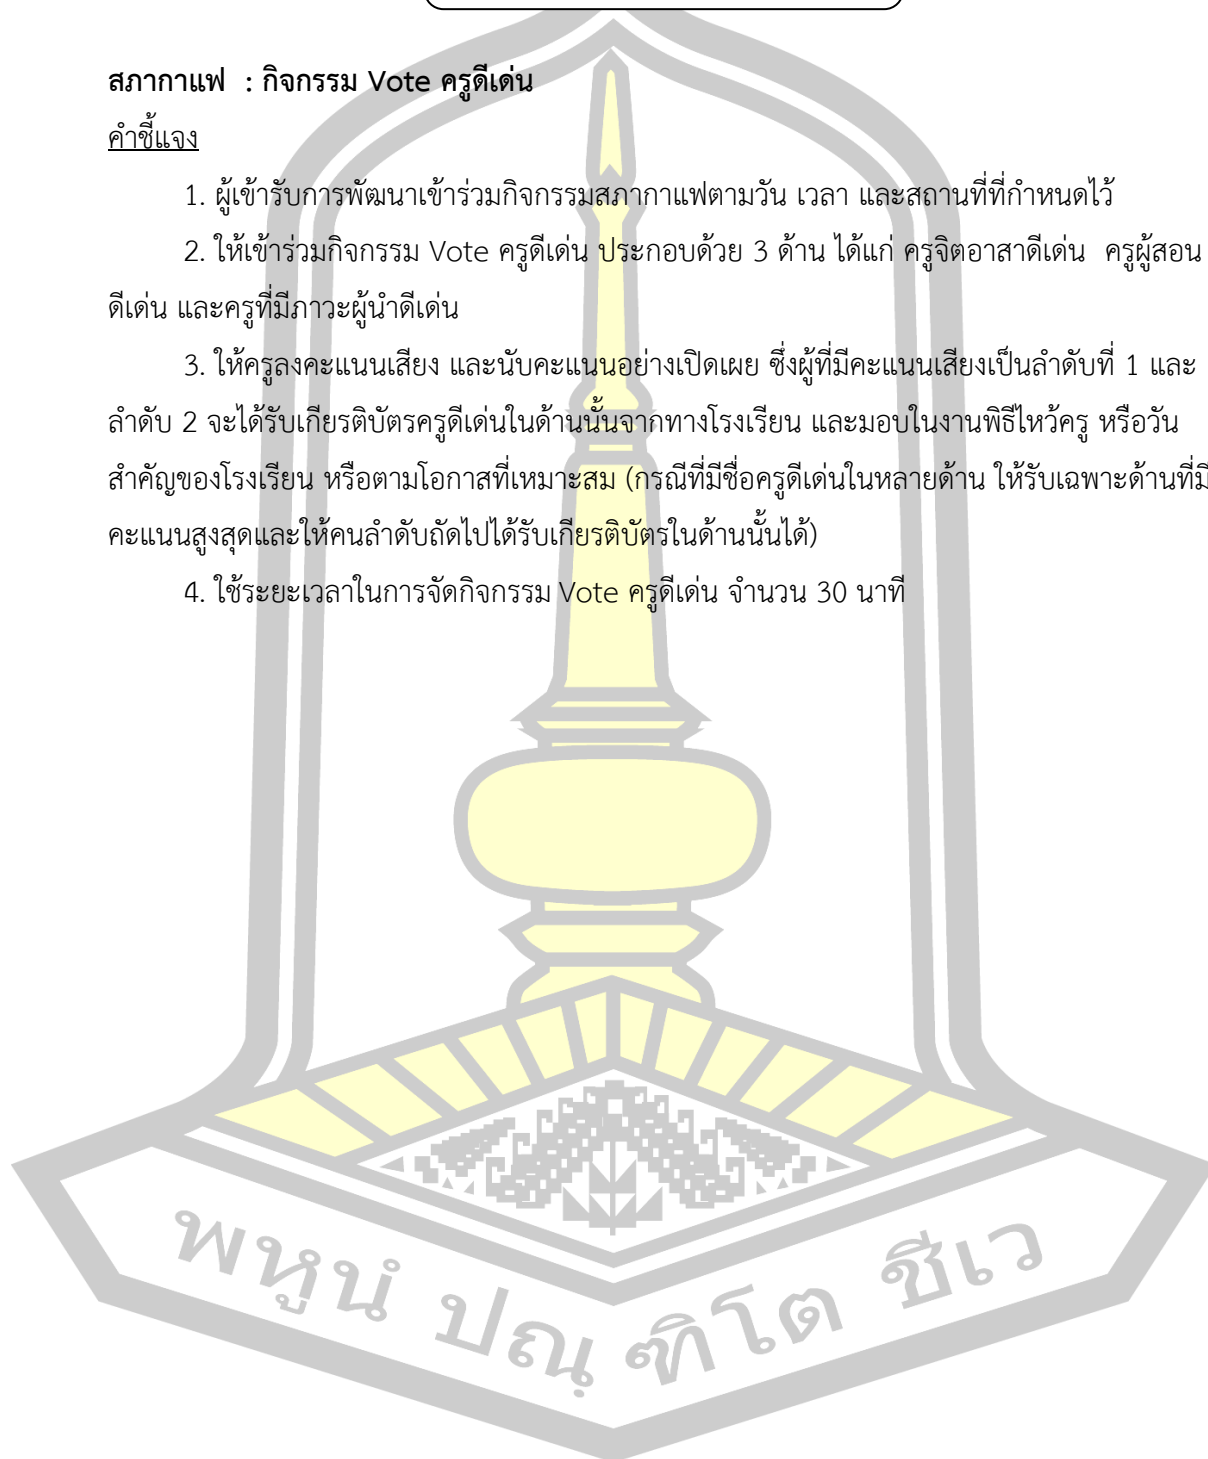 สภากาแฟ : กิจกรรม Vote ครูดีเด่น
คำชี้แจง
1. ผู้เข้ารับการพัฒนาเข้าร่วมกิจกรรมสภากาแฟตามวัน เวลา และสถานที่ที่กำหนดไว้
2. ให้เข้าร่วมกิจกรรม Vote ครูดีเด่น ประกอบด้วย 3 ด้าน ได้แก่ ครูจิตอาสาดีเด่น ครูผู้สอน
ดีเด่น และครูที่มีภาวะผู้นำดีเด่น
3. ให้ครูลงคะแนนเสียง และนับคะแนนอย่างเปิดเผย ซึ่งผู้ที่มีคะแนนเสียงเป็นลำดับที่ 1 และ
ลำดับ 2 จะได้รับเกียรติบัตรครูดีเด่นในด้านนั้นจากทางโรงเรียน และมอบในงานพิธีไหว้ครู หรือวัน
สำคัญของโรงเรียน หรือตามโอกาสที่เหมาะสม (กรณีที่มีชื่อครูดีเด่นในหลายด้าน ให้รับเฉพาะด้านที่มี
คะแนนสูงสุดและให้คนลำดับถัดไปได้รับเกียรติบัตรในด้านนั้นได้)
4. ใช้ระยะเวลาในการจัดกิจกรรม Vote ครูดีเด่น จำนวน 30 นาที
พหูนํ ปณฺฑิโต ชีเว